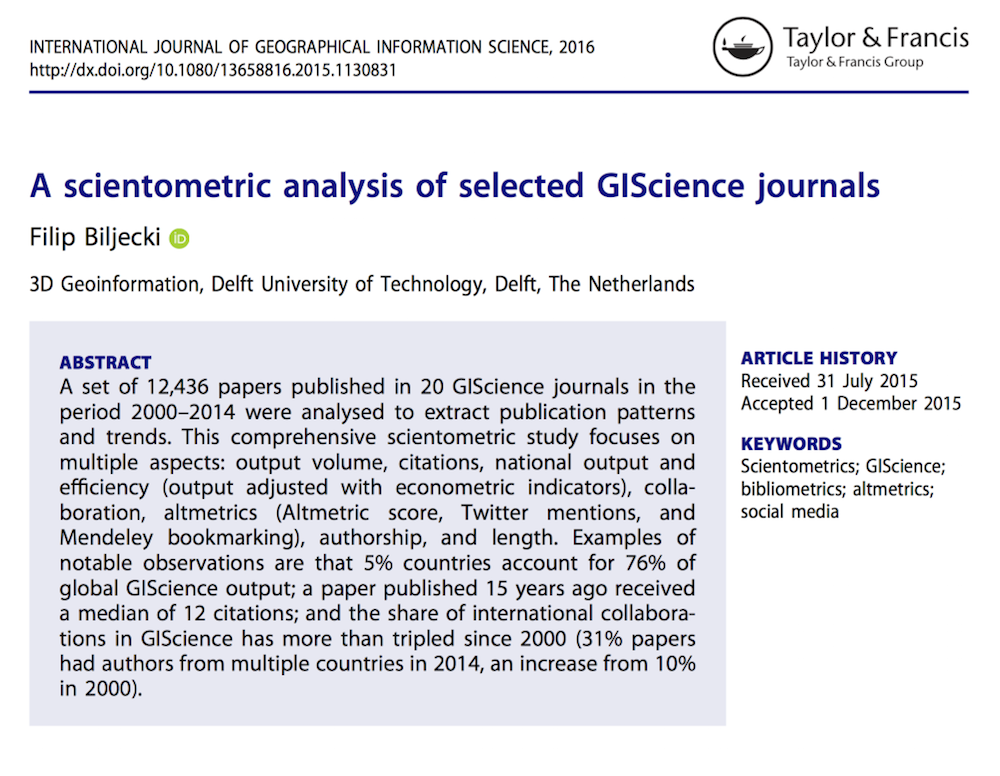 INTERNATIONAL JOURNAL OF GEOGRAPHICAL INFORMATION SCIENCE, 2016
http://dx.doi.org/10.1080/13658816.2015.1130831
Taylor & Francis
Taylor & Francis Group
A scientometric analysis of selected GIScience journals
Filip Biljecki iD
3D Geoinformation, Delft University of Technology, Delft, The Netherlands
ABSTRACT
A set of 12,436 papers published in 20 GIScience journals in the
period 2000–2014 were analysed to extract publication patterns
and trends. This comprehensive scientometric study focuses on
multiple aspects: output volume, citations, national output and
efficiency (output adjusted with econometric indicators), colla-
boration, altmetrics (Altmetric score, Twitter mentions, and
Mendeley bookmarking), authorship, and length. Examples of
notable observations are that 5% countries account for 76% of
global GIScience output; a paper published 15 years ago received
a median of 12 citations; and the share of international collabora-
tions in GIScience has more than tripled since 2000 (31% papers
had authors from multiple countries in 2014, an increase from 10%
in 2000).
ARTICLE HISTORY
Received 31 July 2015
Accepted 1 December 2015
KEYWORDS
Scientometrics; GIScience;
bibliometrics; altmetrics;
social media